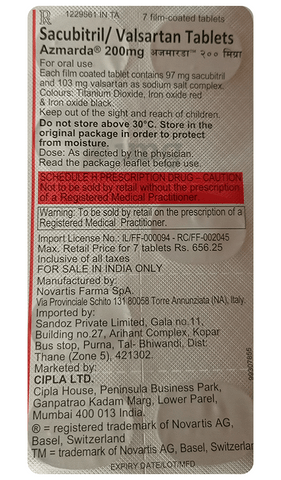 R 1229561 IN TA 7 film-coated tablets
Sacubitril/ Valsartan Tablets
Azmarda® 200mg अजमारडा® २०० मिग्रा
For oral use
Each film coated tablet contains 97 mg sacubitril
and 103 mg valsartan as sodium salt complex.
Colours: Titanium Dioxide, Iron oxide red &
Iron oxide black
Keep out of the sight and reach of children.
Do not store above 30°C. Store in the
original package in order to protect
from moisture.
Dose: As directed by the physician.
Read the package leaflet before use.
SCHEDULE H PRESCRIPTION DRUG – CAUTION
Not to be sold by retail without the prescription
of a Registered Medical Practitioner.
Warning: To be sold by retail on the prescription of a
Registered Medical Practitioner.
Import License No.: IL/FF-000094 - RC/FF-002045
Max. Retail Price for 7 tablets Rs. 656.25
Inclusive of all taxes
FOR SALE IN INDIA ONLY
Manufactured by:
Novartis Farma SpA.
Via Provinciale Schito 131 80058 Torre Annunziata (NA), Italy.
Imported by:
Sandoz Private Limited, Gala no.11,
Building no.27, Arihant Complex, Kopar
Bus stop, Purna, Tal- Bhiwandi, Dist:
Thane (Zone 5), 421302.
Marketed by:
CIPLA LTD.
Cipla House, Peninsula Business Park,
Ganpatrao Kadam Marg, Lower Parel,
Mumbai 400 013 India.
® = registered trademark of Novartis AG,
Basel, Switzerland
TM = trademark of Novartis AG, Basel, Switzerland
EXPIRY DATE/LOT/MFD